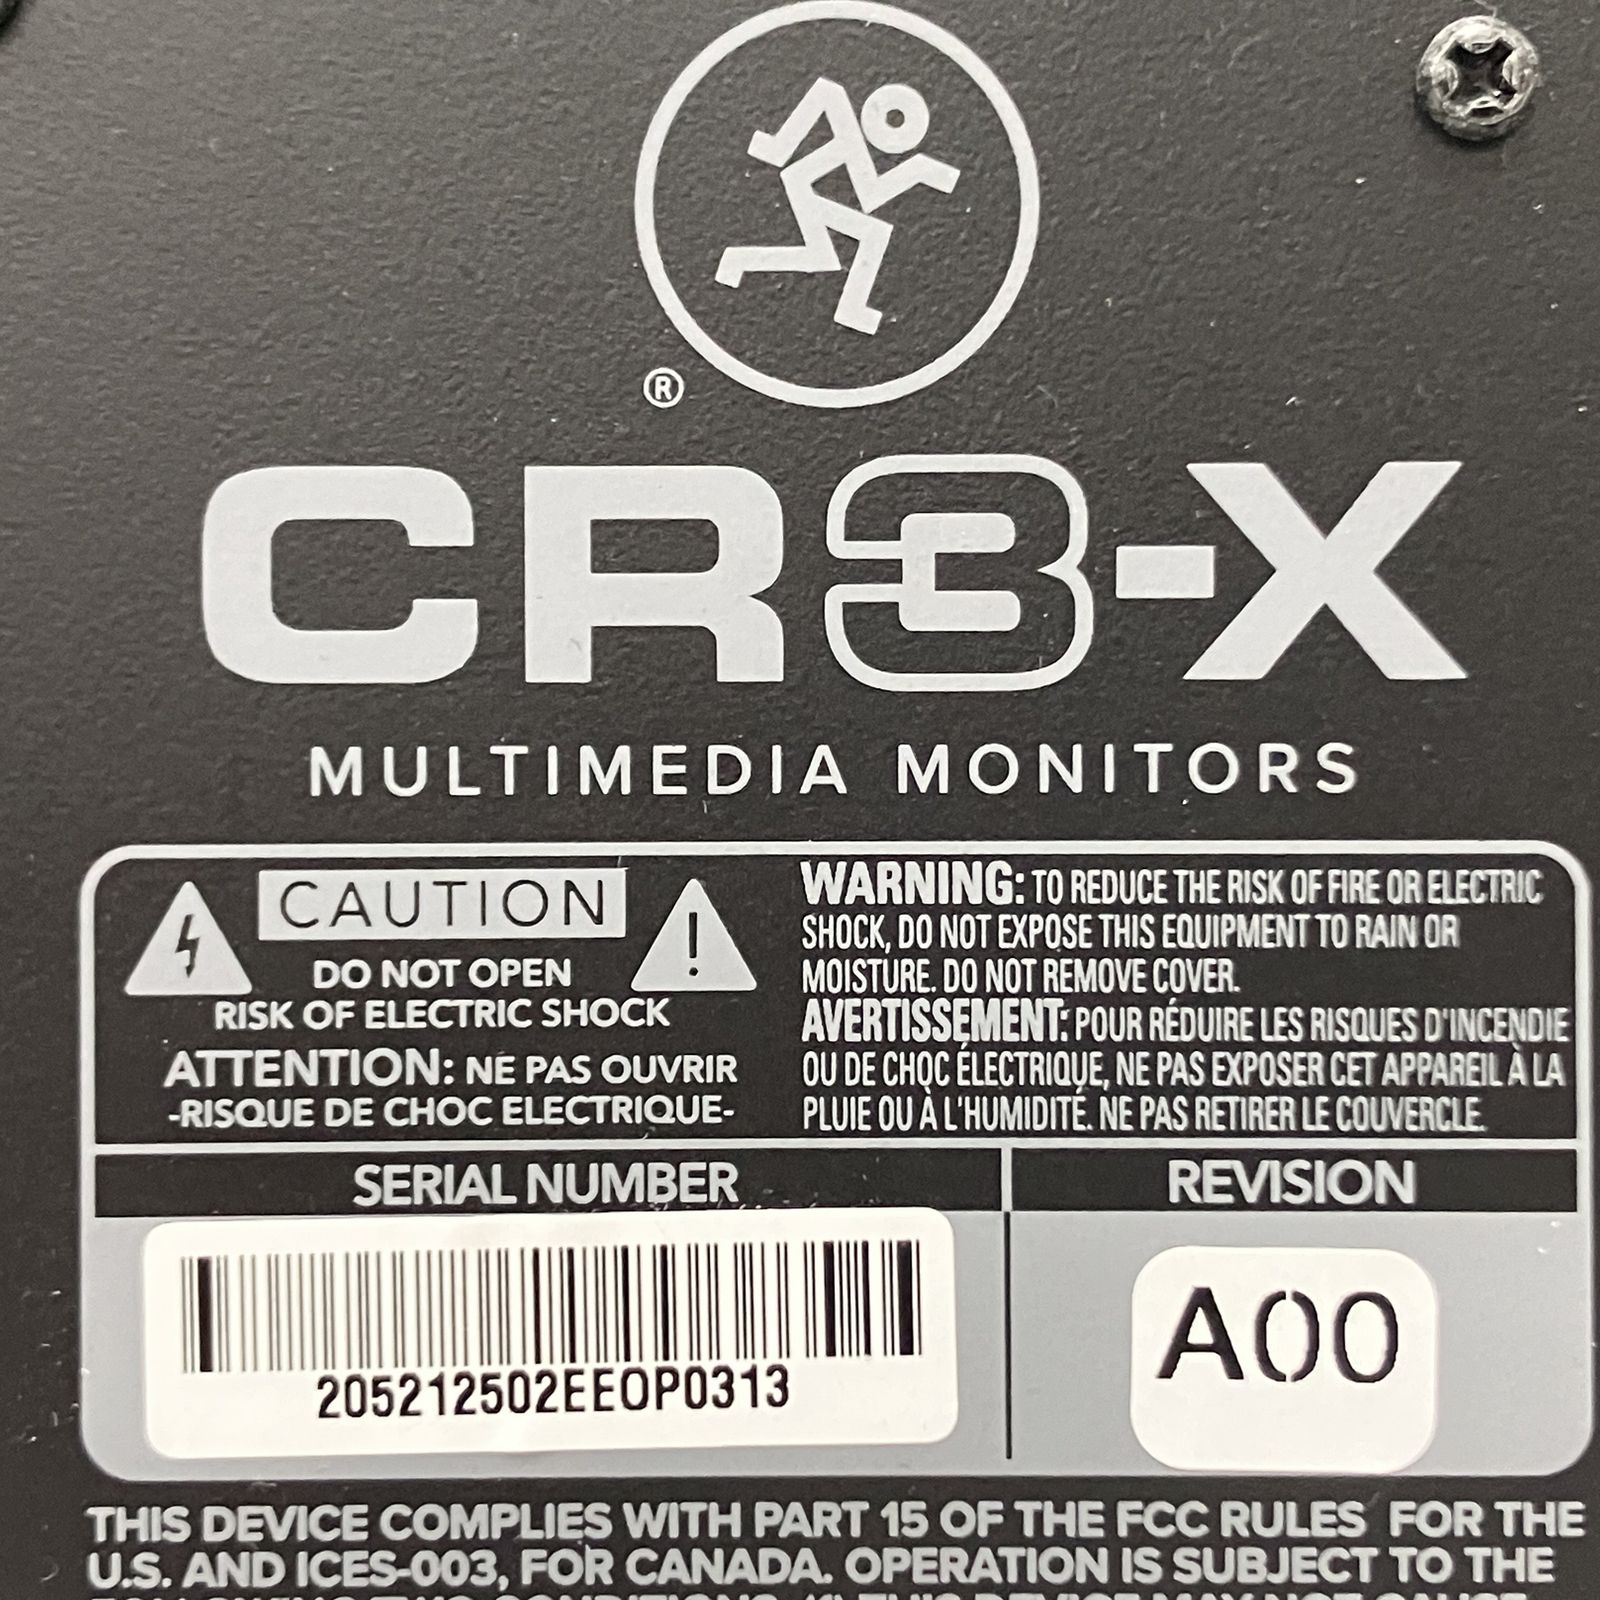 ®
CR3-X
MULTIMEDIA MONITORS
CAUTION
DO NOT OPEN
RISK OF ELECTRIC SHOCK
ATTENTION: NE PAS OUVRIR
-RISQUE DE CHOC ELECTRIQUE-
WARNING: TO REDUCE THE RISK OF FIRE OR ELECTRIC
SHOCK, DO NOT EXPOSE THIS EQUIPMENT TO RAIN OR
MOISTURE. DO NOT REMOVE COVER.
AVERTISSEMENT: POUR RÉDUIRE LES RISQUES D'INCENDIE
OU DE CHOC ÉLECTRIQUE, NE PAS EXPOSER CET APPAREIL À LA
PLUIE OU À L'HUMIDITÉ. NE PAS RETIRER LE COUVERCLE.
SERIAL NUMBER
205212502EEOP0313
REVISION
A00
THIS DEVICE COMPLIES WITH PART 15 OF THE FCC RULES FOR THE
U.S. AND ICES-003, FOR CANADA. OPERATION IS SUBJECT TO THE